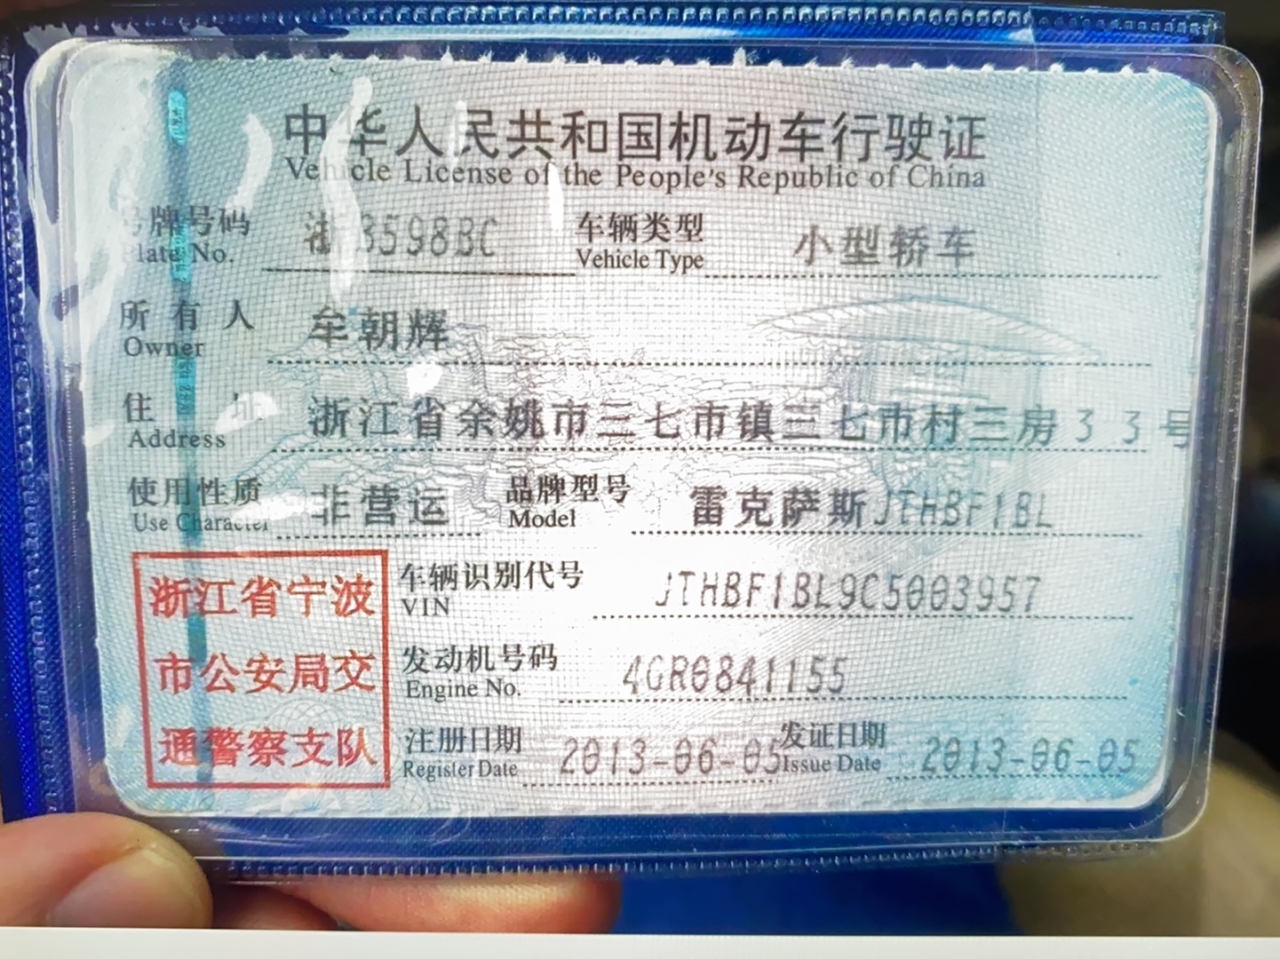 中华人民共和国机动车行驶证
Vehicle License of the People's Republic of China
号牌号码 浙B598BC 车辆类型 小型轿车
Plate No. Vehicle Type
所有人 牟朝辉
Owner
住址 浙江省余姚市三七市镇三七市村三房33号
Address
使用性质 非营运 品牌型号 雷克萨斯JTHBF1BL
Use Character Model
浙江省宁波
市公安局交
通警察支队
车辆识别代号 JTHBF1BL9C5003957
VIN
发动机号码 4GR0841155
Engine No.
注册日期 2013-06-05 发证日期 2013-06-05
Register Date Issue Date